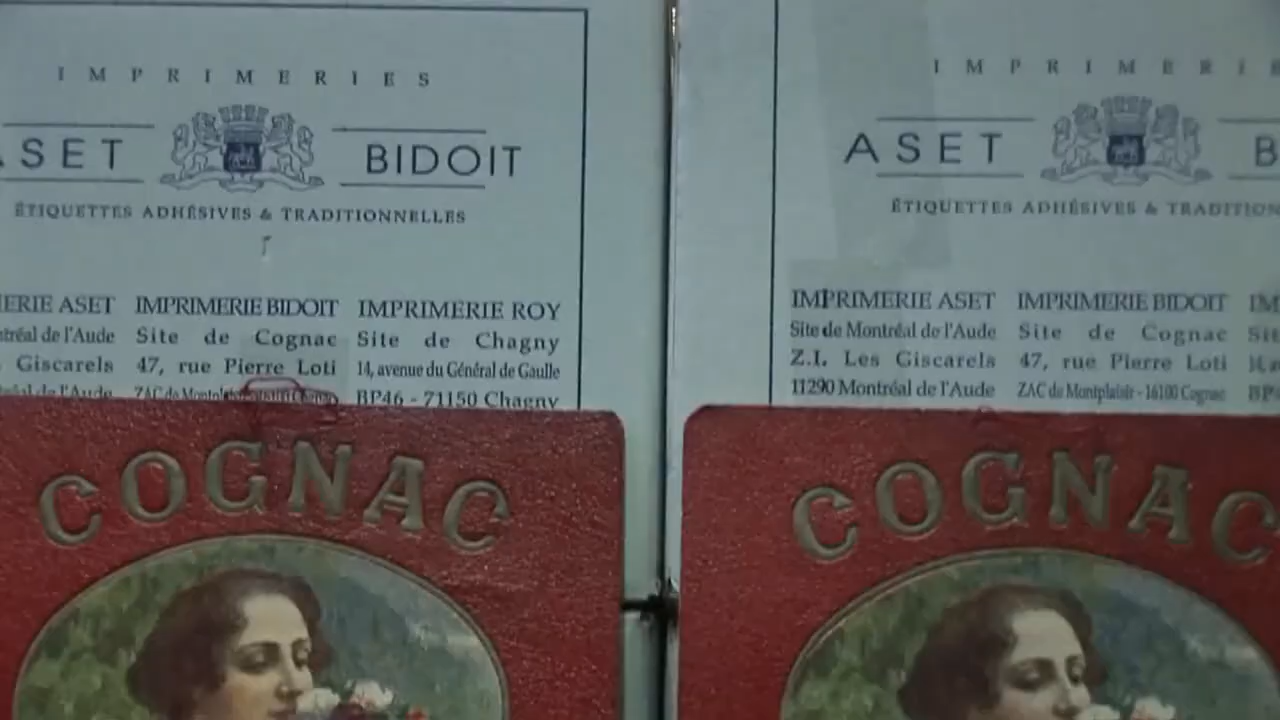 IMPRIMERIES
ASET BIDOIT
ÉTIQUETTES ADHÉSIVES & TRADITIONNELLES
IMPRIMERIE BIDOIT IMPRIMERIE ROY
Site de Cognac Site de Chagny
Giscarels 47, rue Pierre Loti 14, avenue du Général de Gaulle
BP46 - 71150 Chagny
COGNAC
ASET
ÉTIQUETTES ADHÉSIVES &
IMPRIMERIE ASET IMPRIMERIE BIDOIT
Site de Montréal de l'Aude Site de Cognac
Z.I. Les Giscarels 47, rue Pierre Loti
11290 Montréal de l'Aude ZAC de Montplaisir - 16100 Cognac
COGNAC